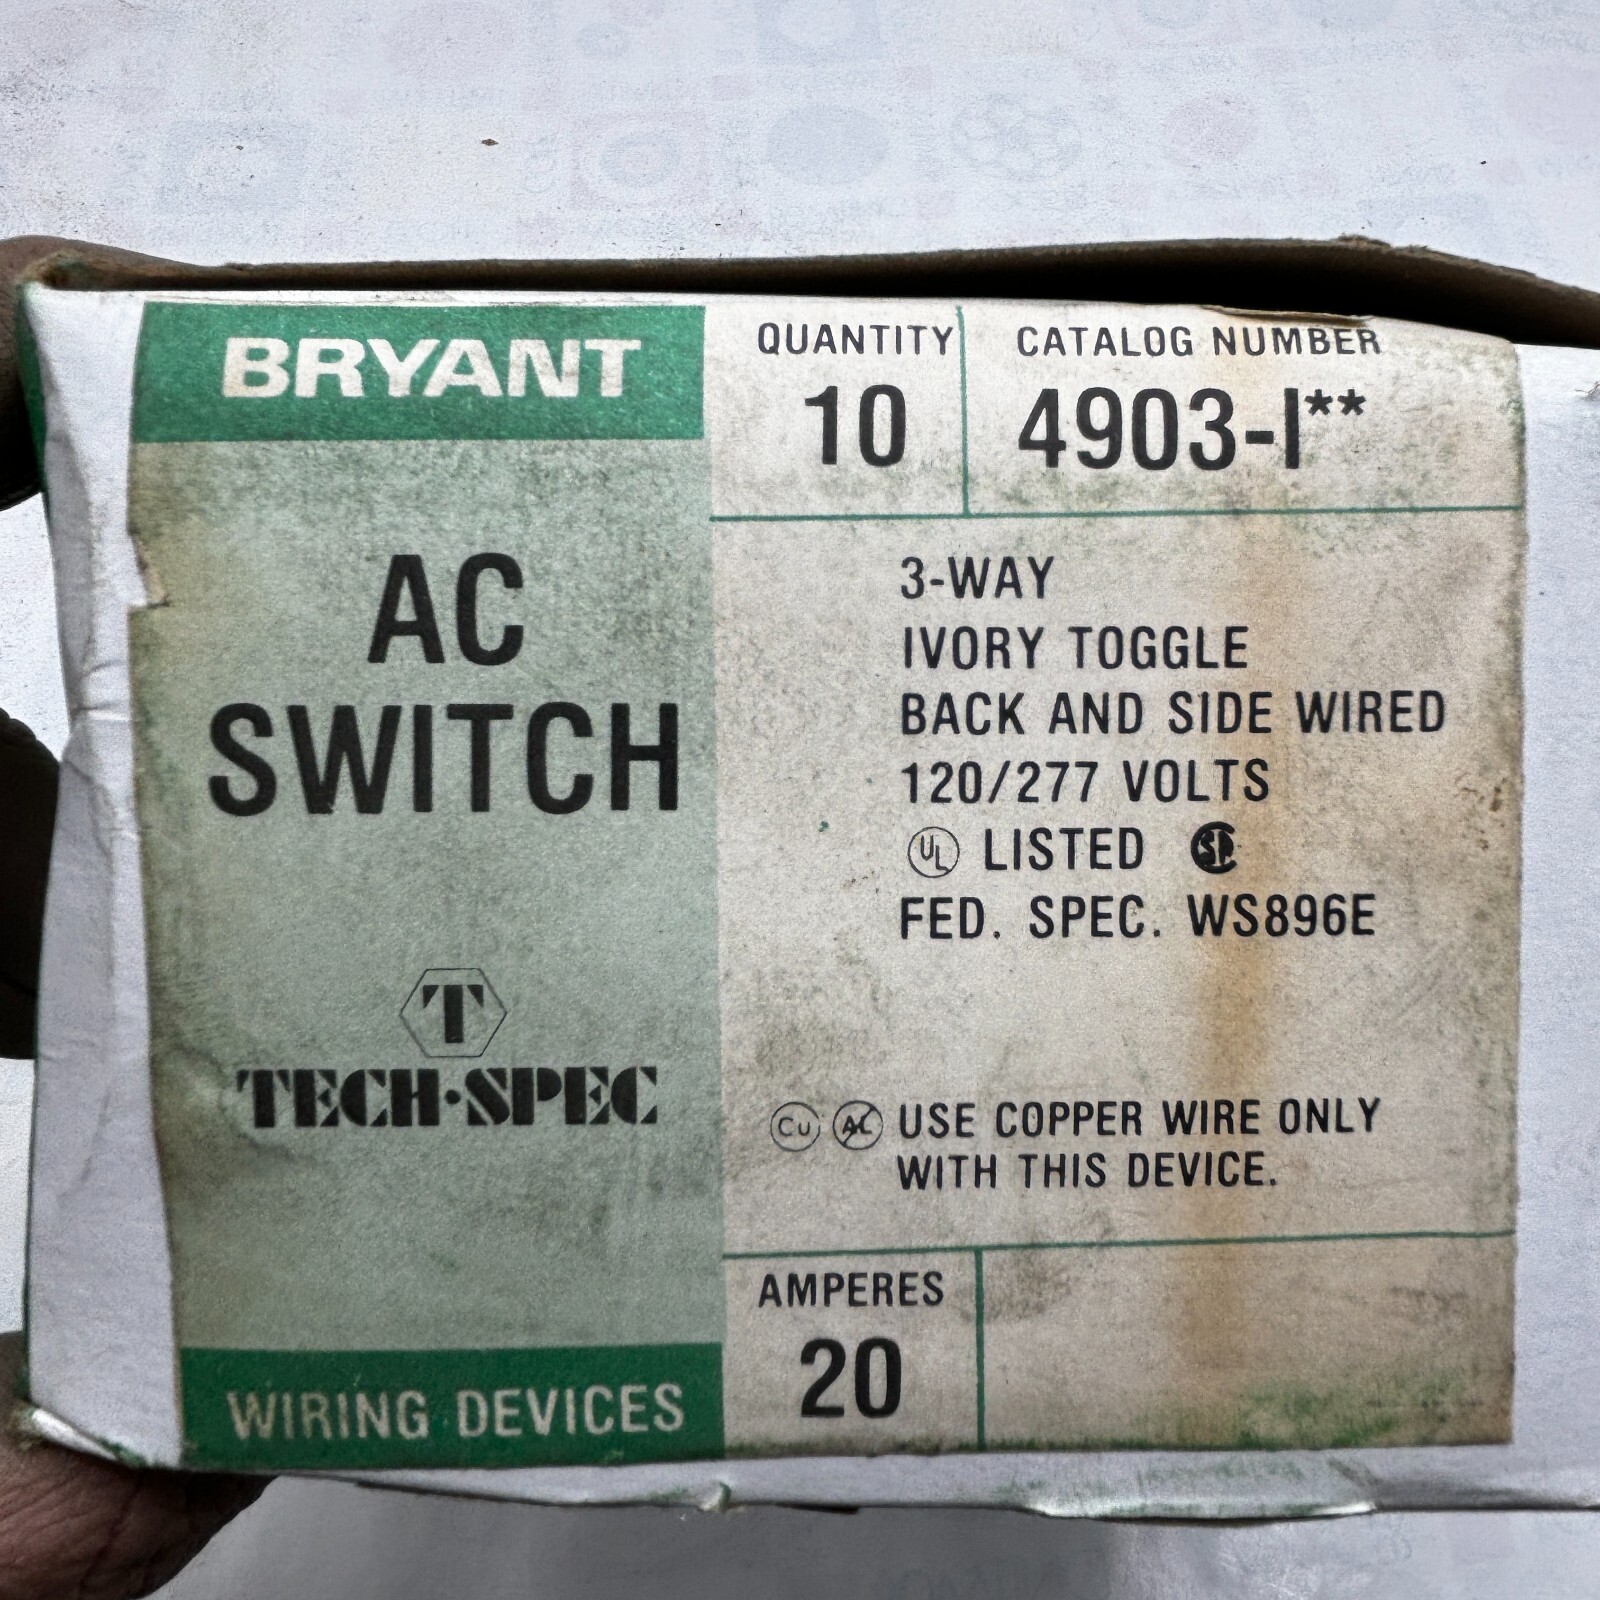 BRYANT
QUANTITY
10
CATALOG NUMBER
4903-I**
AC
SWITCH
3-WAY
IVORY TOGGLE
BACK AND SIDE WIRED
120/277 VOLTS
UL LISTED SP
FED. SPEC. WS896E
T
TECH·SPEC
Cu AL USE COPPER WIRE ONLY
WITH THIS DEVICE.
AMPERES
20
WIRING DEVICES